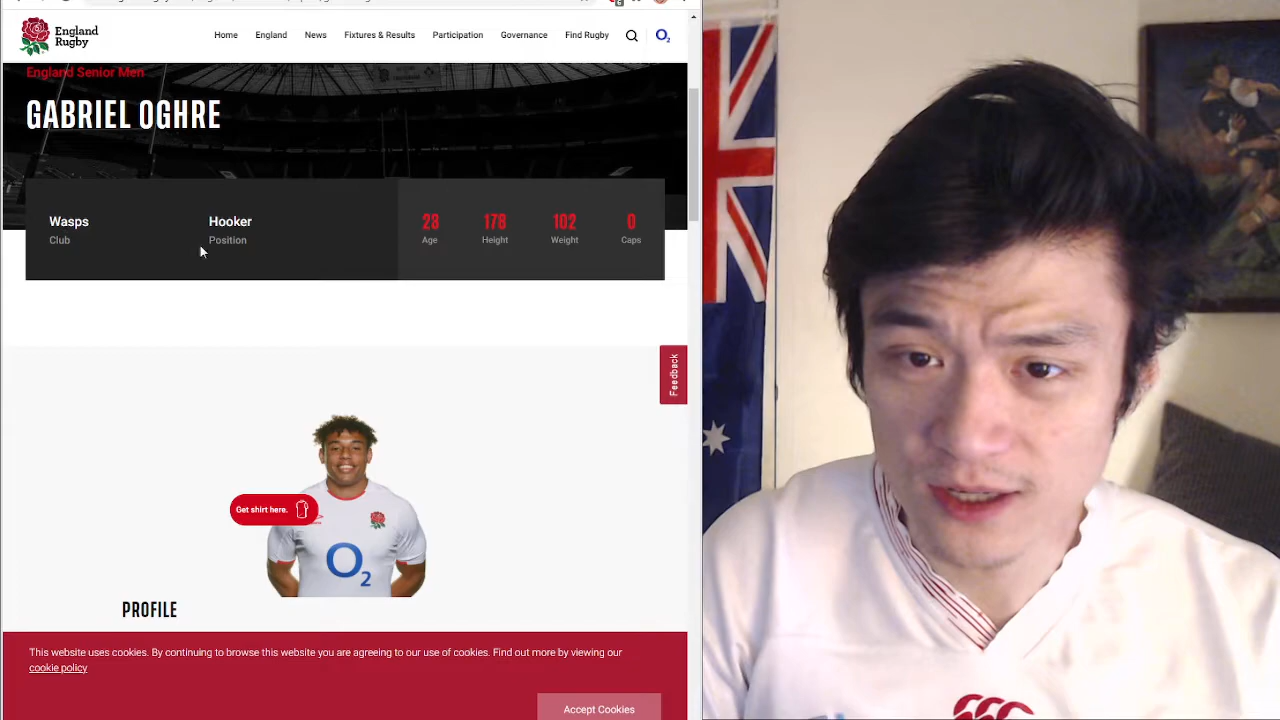 England
Rugby
Home
England
News
Fixtures & Results
Participation
Governance
Find Rugby
O2
England Senior Men
GABRIEL OGHRE
Wasps
Club
Hooker
Position
23
Age
178
Height
102
Weight
0
Caps
Feedback
Get shirt here.
O2
PROFILE
This website uses cookies. By continuing to browse this website you are agreeing to our use of cookies. Find out more by viewing our
cookie policy
Accept Cookies